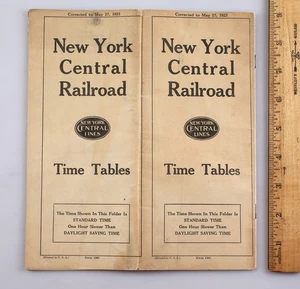 Corrected to May 27, 1923
New York
Central
Railroad
NEW YORK
CENTRAL
LINES
Time Tables
The Time Shown In This Folder Is
STANDARD TIME
One Hour Slower Than
DAYLIGHT SAVING TIME
Corrected to May 27, 1923
New York
Central
Railroad
NEW YORK
CENTRAL
LINES
Time Tables
The Time Shown In This Folder Is
STANDARD TIME
One Hour Slower Than
DAYLIGHT SAVING TIME